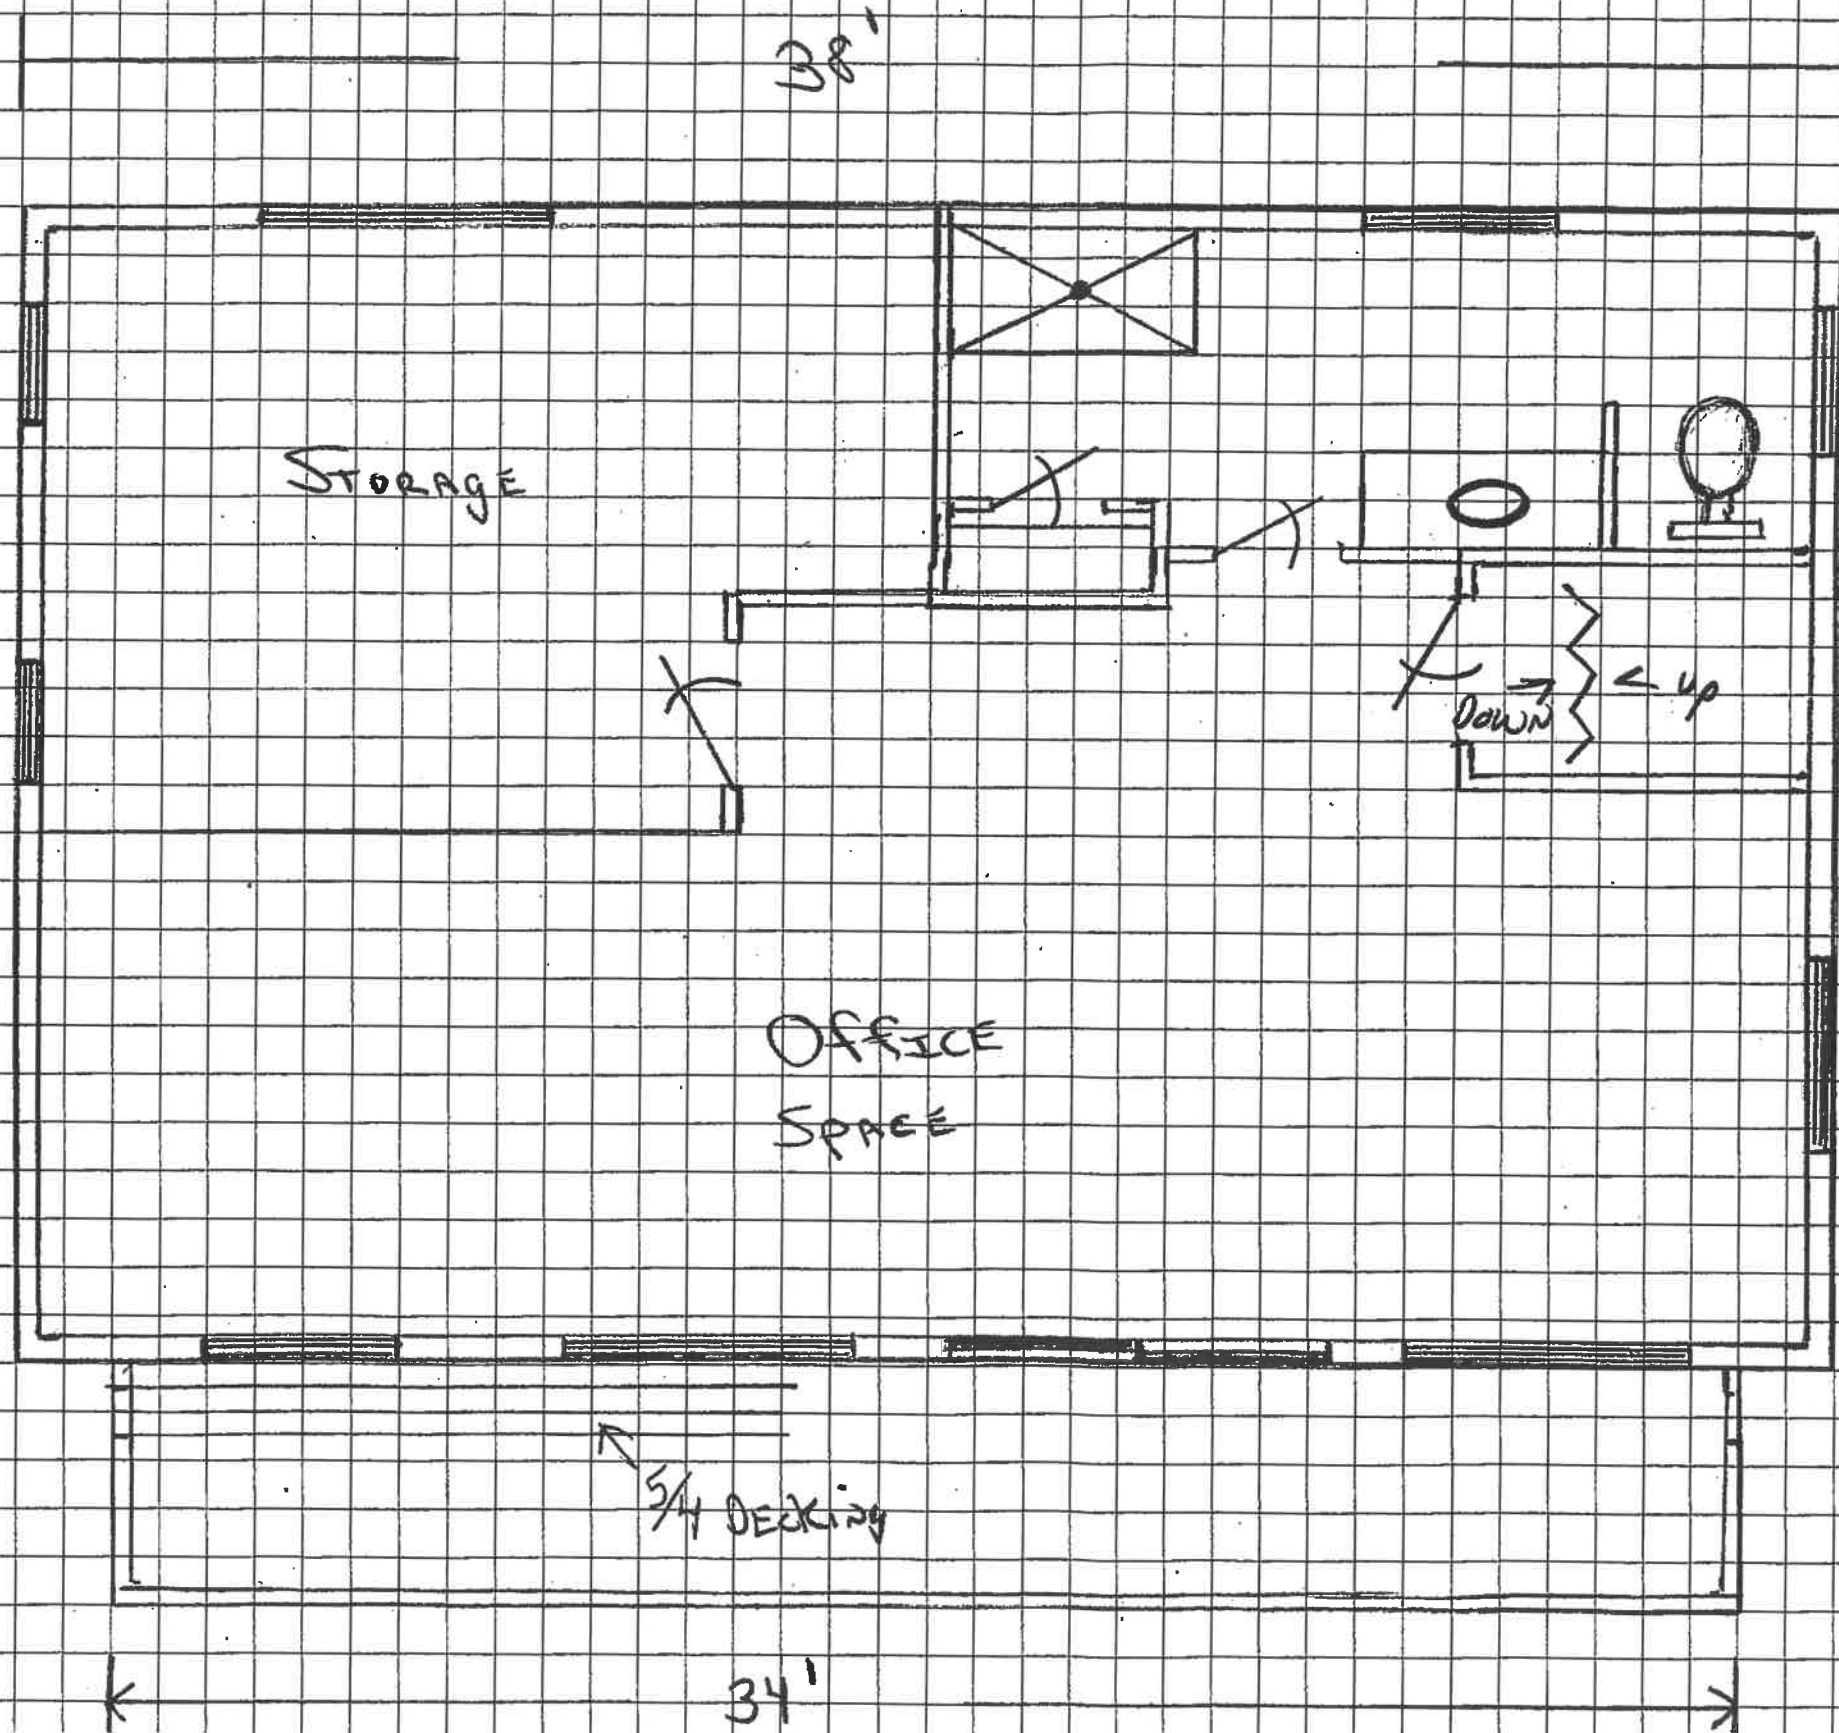 38'
STORAGE
DOWN → < up
OFFICE
SPACE
5/4 DECKING
34'